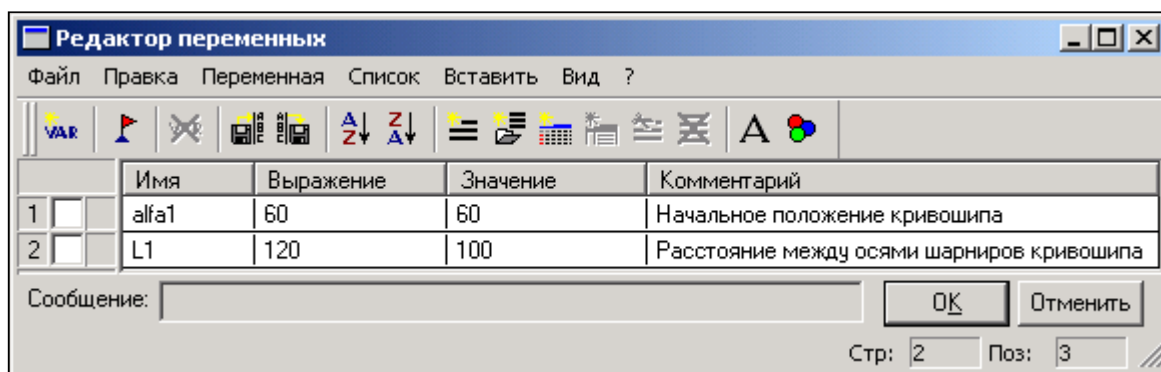 Редактор переменных
Файл Правка Переменная Список Вставить Вид ?
VAR VAR A Z Z A A
Имя Выражение Значение Комментарий
1 alfa1 60 60 Начальное положение кривошипа
2 L1 120 100 Расстояние между осями шарниров кривошипа
Сообщение: OK Отменить
Стр: 2 Поз: 3